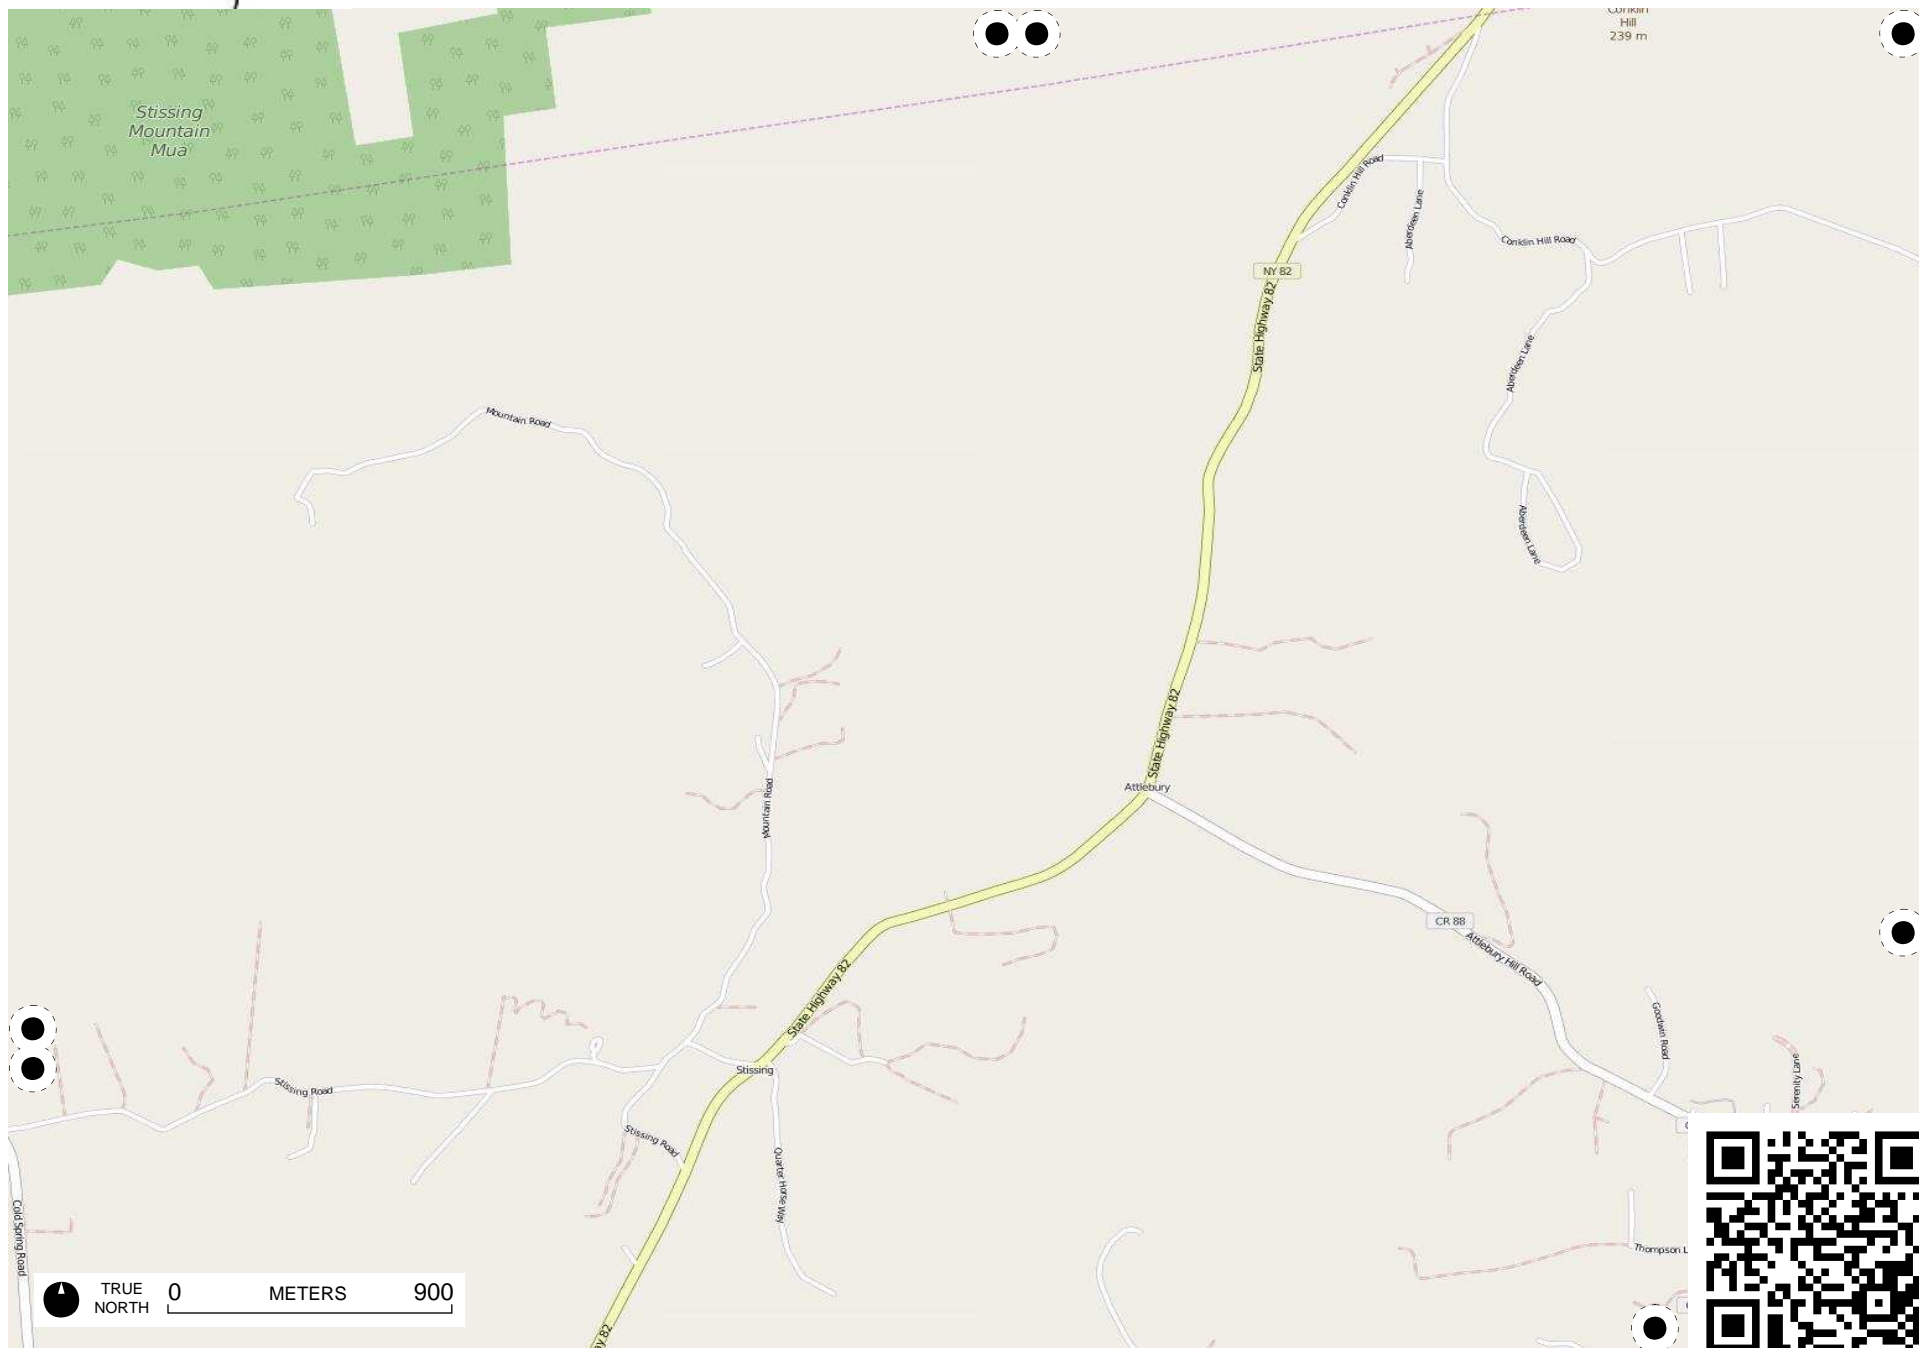 Conklin
Hill
239 m
Stissing
Mountain
Mua
Conklin Hill Road
Aberdeen Lane
Conklin Hill Road
NY 82
State Highway 82
Aberdeen Lane
Mountain Road
Aberdeen Lane
State Highway 82
Attlebury
Mountain Road
CR 88
Attlebury Hill Road
State Highway 82
Goodwin Road
Serenity Lane
Stissing
Stissing Road
Stissing Road
Quarter Horse Way
Cold Spring Road
Thompson L
TRUE
NORTH
0 METERS 900
ay 82